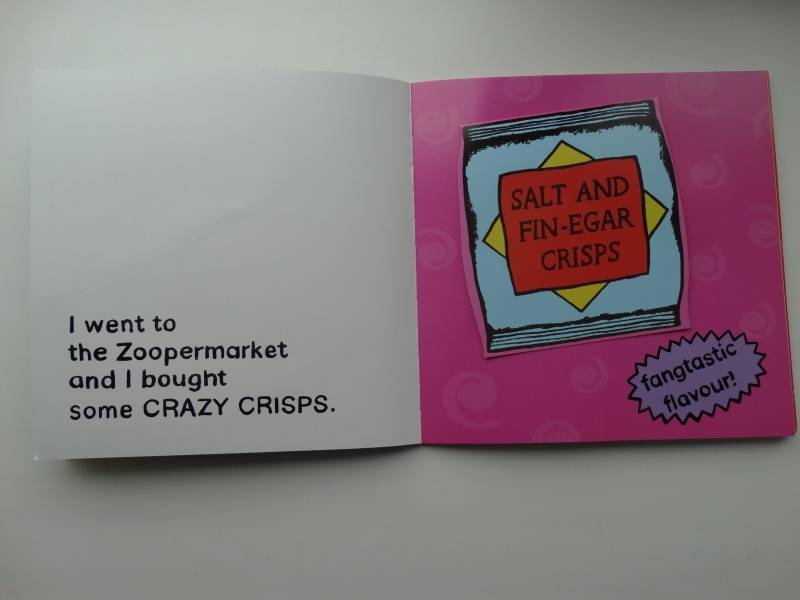 I went to
the Zoopermarket
and I bought
some CRAZY CRISPS.
SALT AND
FIN-EGAR
CRISPS
fangtastic
flavour!